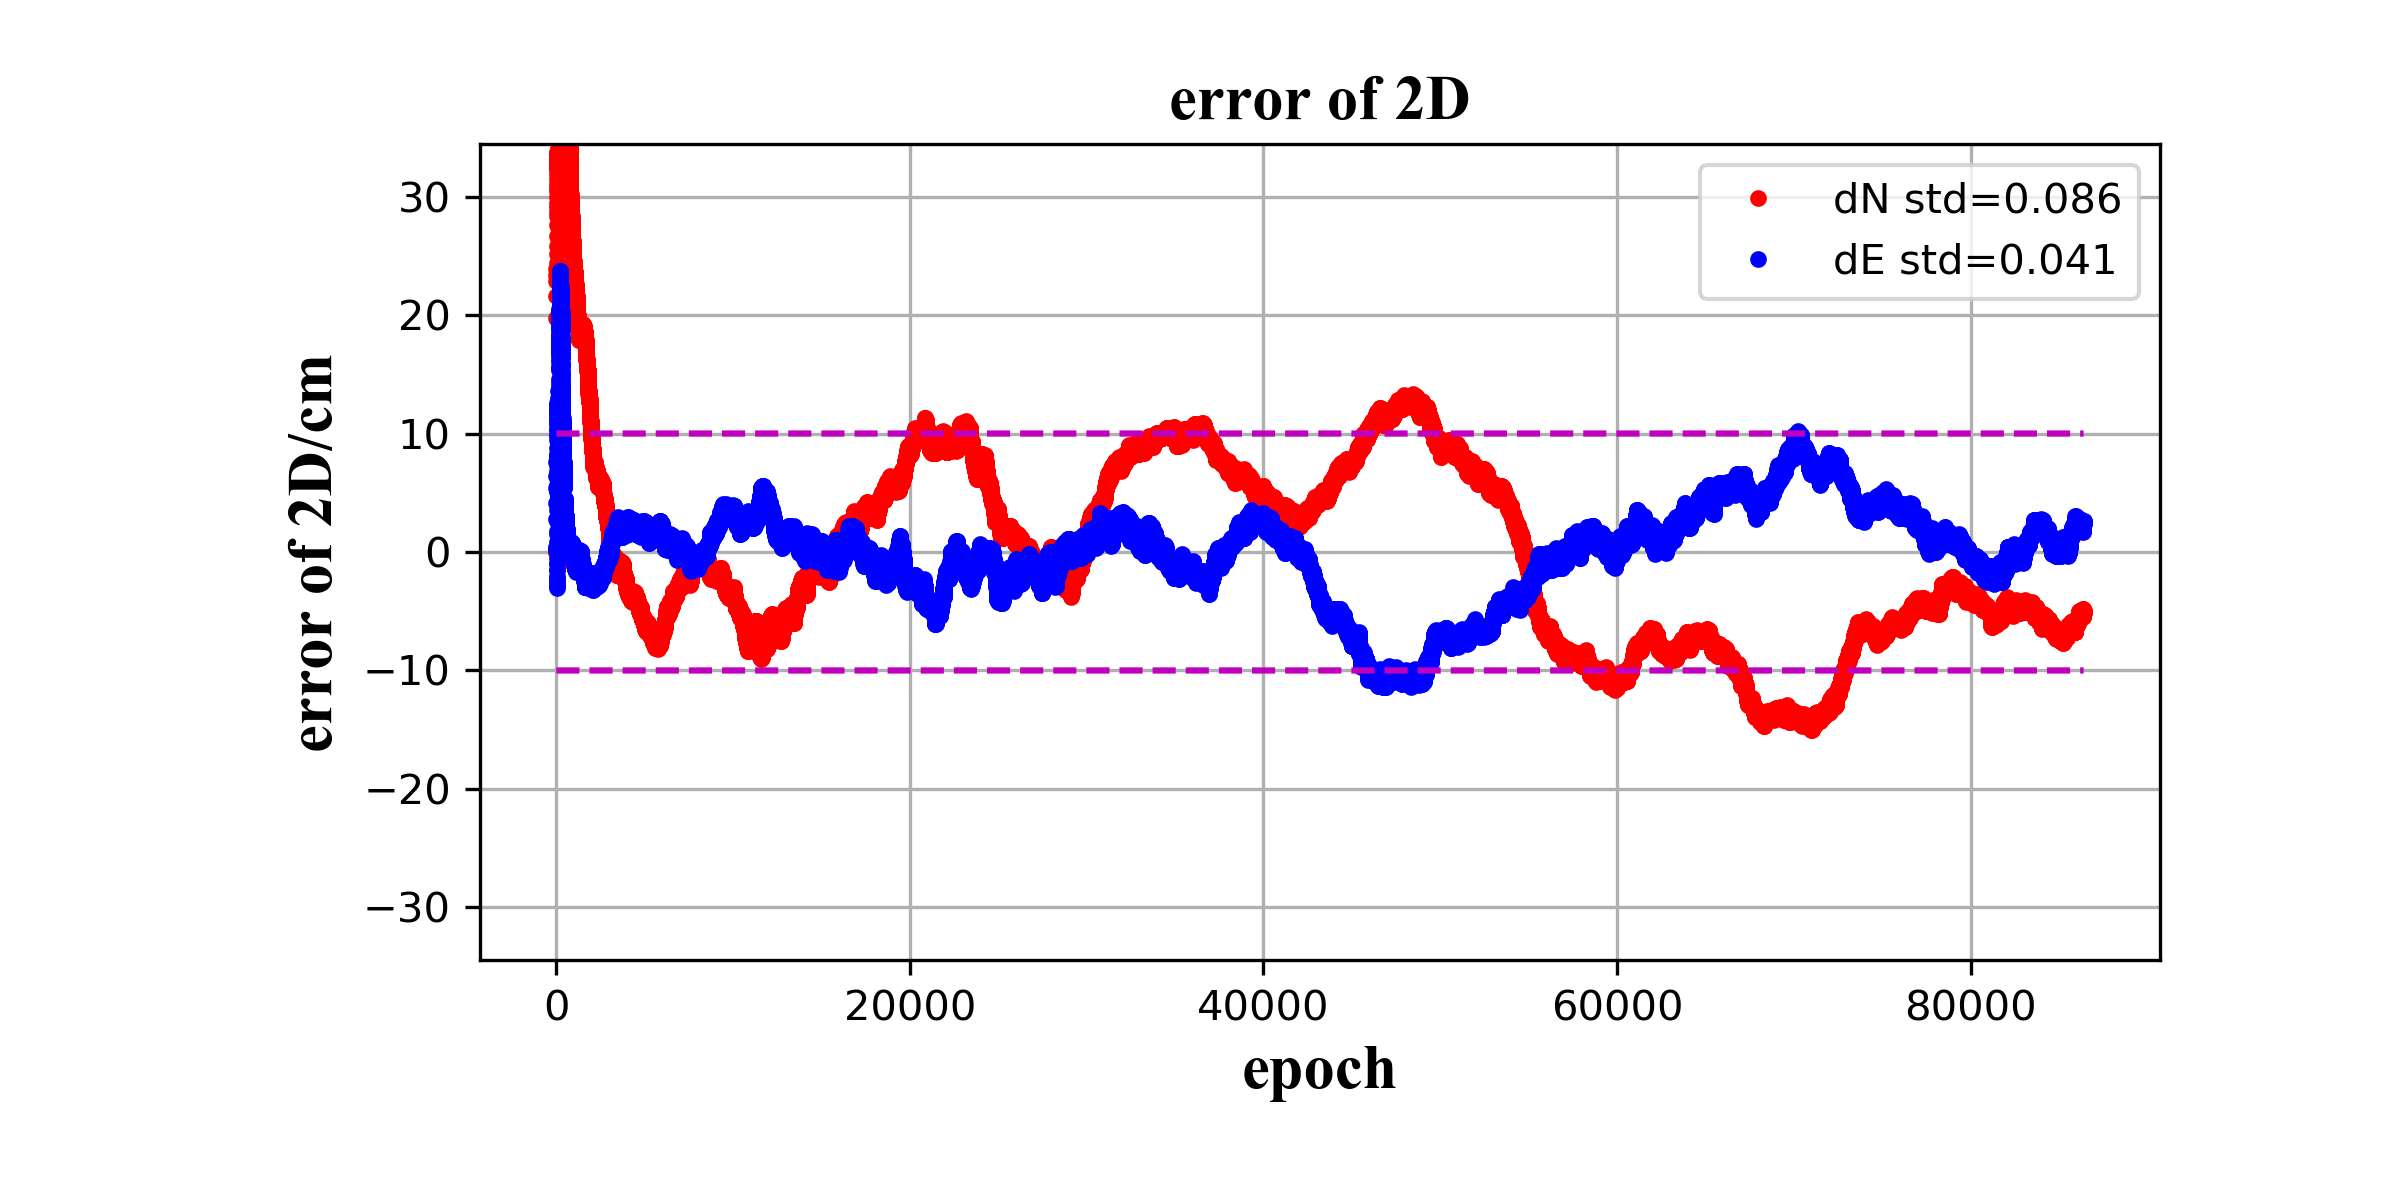 error of 2D
dN std=0.086
dE std=0.041
30
20
10
0
−10
−20
−30
error of 2D/cm
0 20000 40000 60000 80000
epoch